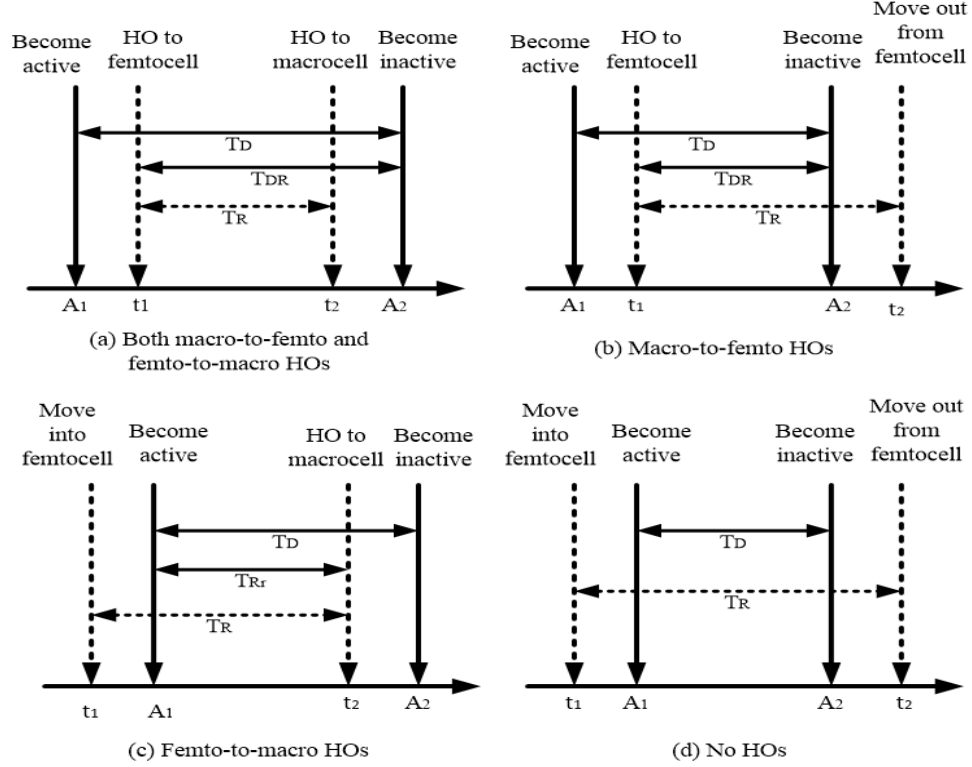 Become
active
HO to
femtocell
HO to
macrocell
Become
inactive
TD
TDR
TR
A1
t1
t2
A2
(a) Both macro-to-femto and
femto-to-macro HOs
Become
active
HO to
femtocell
Become
inactive
Move out
from
femtocell
TD
TDR
TR
A1
t1
A2
t2
(b) Macro-to-femto HOs
Move
into
femtocell
Become
active
HO to
macrocell
Become
inactive
TD
TRr
TR
t1
A1
t2
A2
(c) Femto-to-macro HOs
Move
into
femtocell
Become
active
Become
inactive
Move out
from
femtocell
TD
TR
t1
A1
A2
t2
(d) No HOs